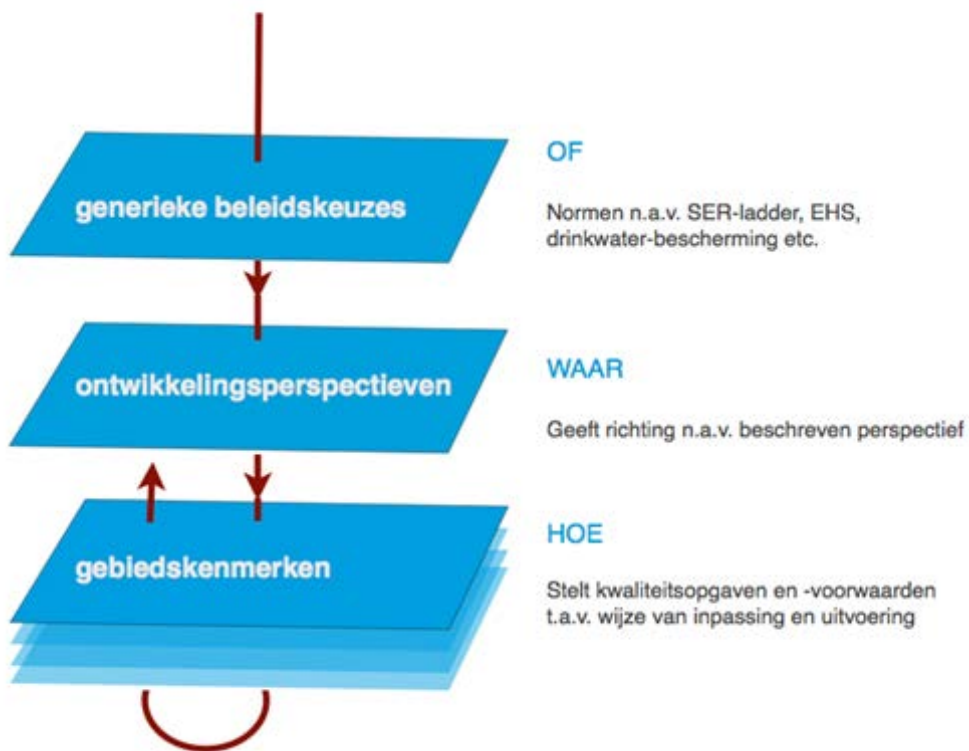 generieke beleidskeuzes
OF
Normen n.a.v. SER-ladder, EHS,
drinkwater-bescherming etc.
ontwikkelingsperspectieven
WAAR
Geeft richting n.a.v. beschreven perspectief
gebiedskenmerken
HOE
Stelt kwaliteitsopgaven en -voorwaarden
t.a.v. wijze van inpassing en uitvoering